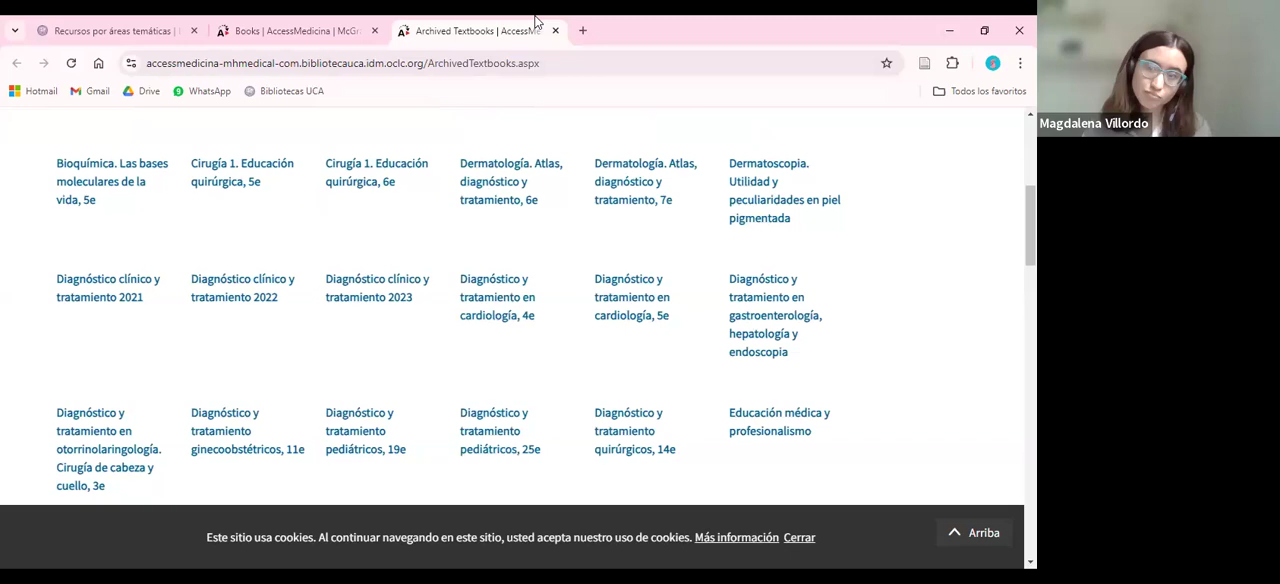 Recursos por áreas temáticas |
Books | AccessMedicina | McGr
Archived Textbooks | AccessMe
accessmedicina-mhmedical-com.bibliotecauca.idm.oclc.org/ArchivedTextbooks.aspx
Hotmail
Gmail
Drive
WhatsApp
Bibliotecas UCA
Todos los favoritos
Magdalena Villordo
Bioquímica. Las bases
moleculares de la
vida, 5e
Cirugía 1. Educación
quirúrgica, 5e
Cirugía 1. Educación
quirúrgica, 6e
Dermatología. Atlas,
diagnóstico y
tratamiento, 6e
Dermatología. Atlas,
diagnóstico y
tratamiento, 7e
Dermatoscopia.
Utilidad y
peculiaridades en piel
pigmentada
Diagnóstico clínico y
tratamiento 2021
Diagnóstico clínico y
tratamiento 2022
Diagnóstico clínico y
tratamiento 2023
Diagnóstico y
tratamiento en
cardiología, 4e
Diagnóstico y
tratamiento en
cardiología, 5e
Diagnóstico y
tratamiento en
gastroenterología,
hepatología y
endoscopia
Diagnóstico y
tratamiento en
otorrinolaringología.
Cirugía de cabeza y
cuello, 3e
Diagnóstico y
tratamiento
ginecoobstétricos, 11e
Diagnóstico y
tratamiento
pediátricos, 19e
Diagnóstico y
tratamiento
pediátricos, 25e
Diagnóstico y
tratamiento
quirúrgicos, 14e
Educación médica y
profesionalismo
Este sitio usa cookies. Al continuar navegando en este sitio, usted acepta nuestro uso de cookies. Más información Cerrar
Arriba